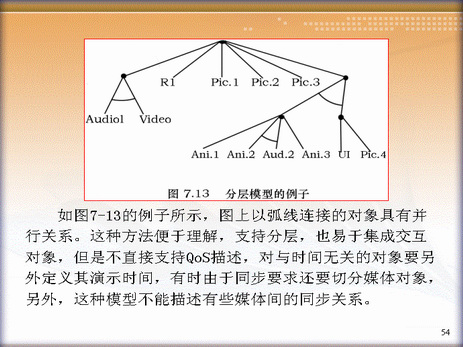 R1 Pic.1 Pic.2 Pic.3
Audiol Video
Ani.1 Ani.2 Aud.2 Ani.3 UI Pic.4
图 7.13 分层模型的例子
如图7-13的例子所示，图上以弧线连接的对象具有并
行关系。这种方法便于理解，支持分层，也易于集成交互
对象，但是不直接支持QoS描述，对与时间无关的对象要另
外定义其演示时间，有时由于同步要求还要切分媒体对象，
另外，这种模型不能描述有些媒体间的同步关系。
54